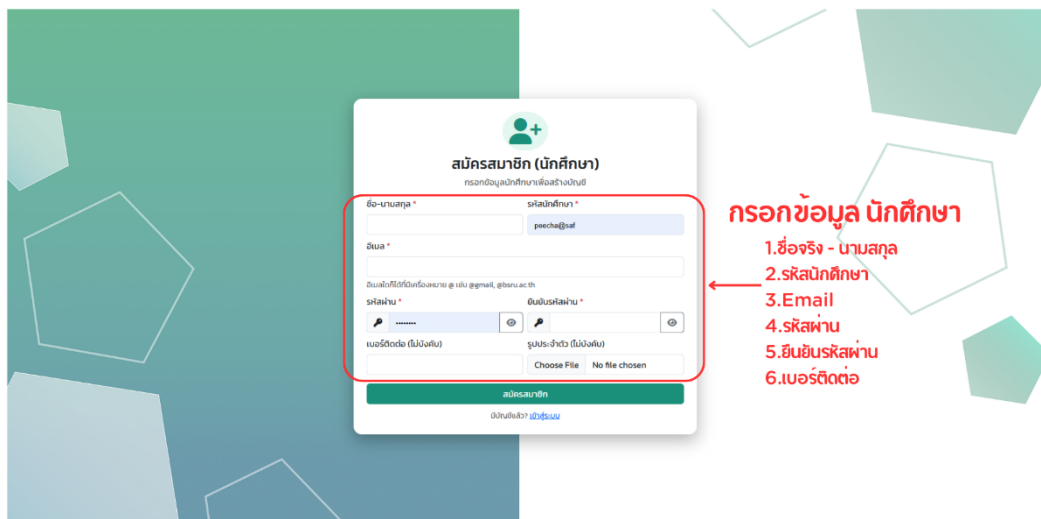 สมัครสมาชิก (นักศึกษา)
กรอกข้อมูลนักศึกษาเพื่อสร้างบัญชี
ชื่อ-นามสกุล * รหัสนักศึกษา *
peecha@saf
อีเมล *
อีเมลใดก็ได้ที่มีเครื่องหมาย @ เช่น @gmail, @bsru.ac.th
รหัสผ่าน * ยืนยันรหัสผ่าน *
........
เบอร์ติดต่อ (ไม่บังคับ) รูปประจำตัว (ไม่บังคับ)
Choose File No file chosen
สมัครสมาชิก
มีบัญชีแล้ว? เข้าสู่ระบบ
กรอกข้อมูล นักศึกษา
1.ชื่อจริง - นามสกุล
2.รหัสนักศึกษา
3.Email
4.รหัสผ่าน
5.ยืนยันรหัสผ่าน
6.เบอร์ติดต่อ